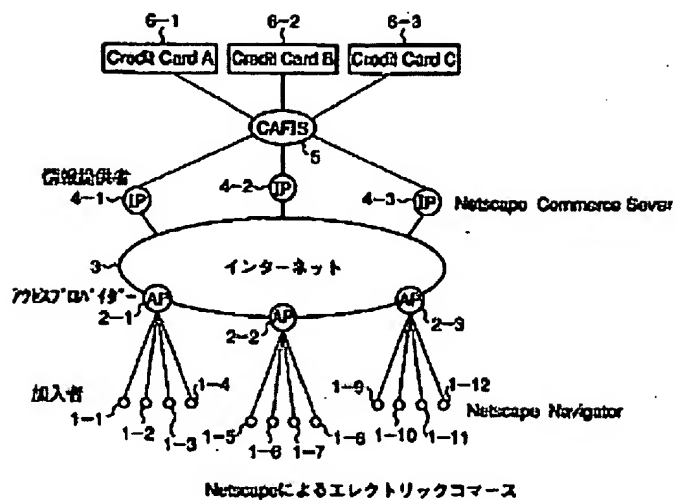 6-1
6-2
6-3
Credit Card A
Credit Card B
Credit Card C
CAFIS
5
情報提供者
4-1
IP
4-2
IP
4-3
IP
Netscape Commerce Sever
3
インターネット
アクセスプロバイダー
AP
2-1
AP
2-2
AP
2-3
加入者
1-1
1-2
1-3
1-4
1-5
1-6
1-7
1-8
1-9
1-10
1-11
1-12
Netscape Navigator
Netscapeによるエレクトリックコマース